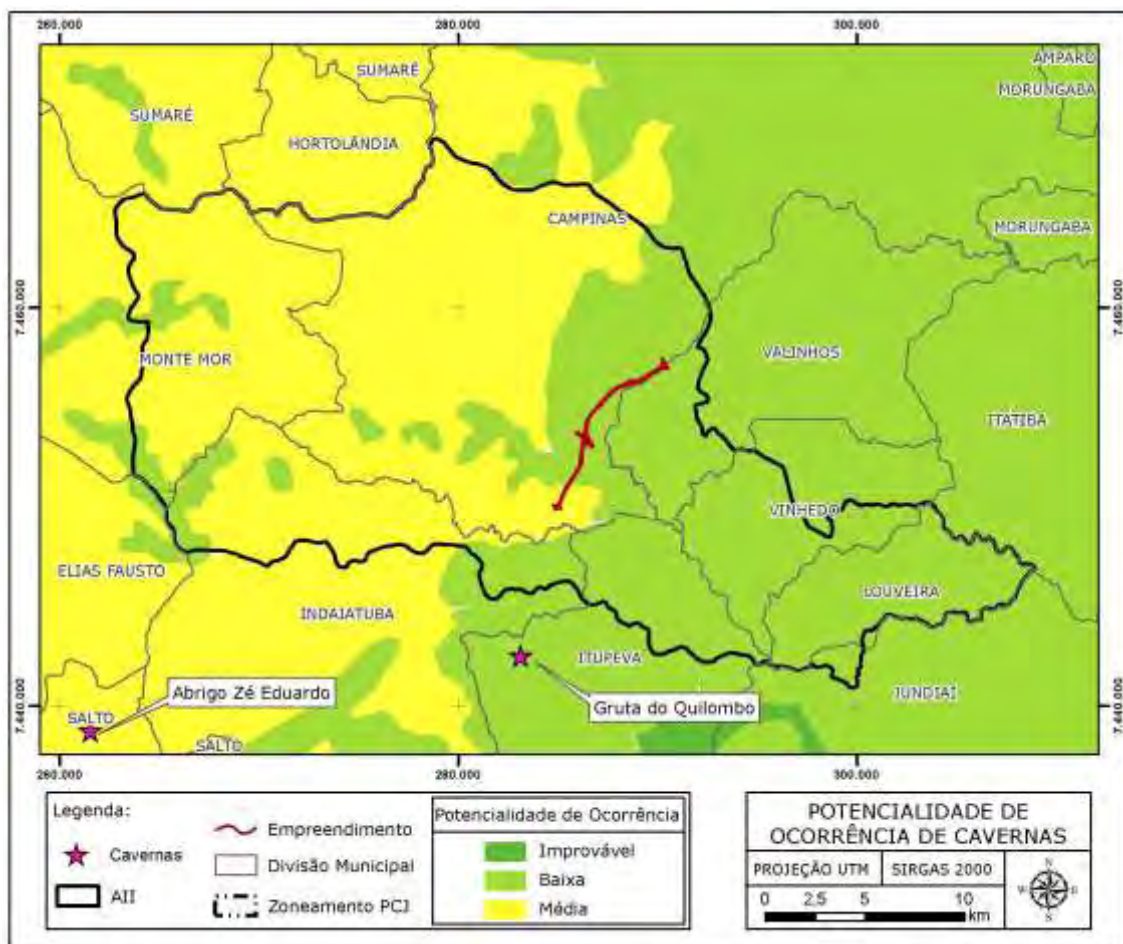 260.000
280.000
300.000
AMPARO
SUMARÉ
MORUNGABA
SUMARÉ
HORTOLÂNDIA
CAMPINAS
MORUNGABA
7.460.000
7.460.000
MONTE MOR
VALINHOS
ITATIBA
VINHEDO
ELIAS FAUSTO
LOUVEIRA
INDAIATUBA
ITUPEVA
Abrigo Zé Eduardo
JUNDIAÍ
Gruta do Quilombo
7.440.000
7.440.000
SALTO
SALTO
260.000
280.000
300.000
Legenda:
Cavernas
AII
Empreendimento
Divisão Municipal
Zoneamento PCJ
Potencialidade de Ocorrência
Improvável
Baixa
Média
POTENCIALIDADE DE
OCORRÊNCIA DE CAVERNAS
PROJEÇÃO UTM
SIRGAS 2000
0 2,5 5 10
km
N
W E
S